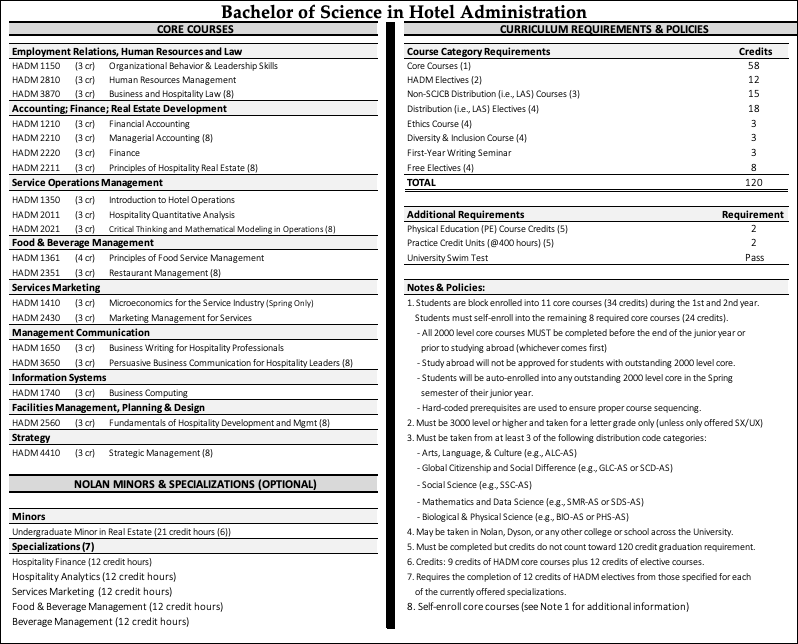 Bachelor of Science in Hotel Administration
CORE COURSES
Employment Relations, Human Resources and Law
HADM 1150 (3 cr) Organizational Behavior & Leadership Skills
HADM 2810 (3 cr) Human Resources Management
HADM 3870 (3 cr) Business and Hospitality Law (8)
Accounting; Finance; Real Estate Development
HADM 1210 (3 cr) Financial Accounting
HADM 2210 (3 cr) Managerial Accounting (8)
HADM 2220 (3 cr) Finance
HADM 2211 (3 cr) Principles of Hospitality Real Estate (8)
Service Operations Management
HADM 1350 (3 cr) Introduction to Hotel Operations
HADM 2011 (3 cr) Hospitality Quantitative Analysis
HADM 2021 (3 cr) Critical Thinking and Mathematical Modeling in Operations (8)
Food & Beverage Management
HADM 1361 (4 cr) Principles of Food Service Management
HADM 2351 (3 cr) Restaurant Management (8)
Services Marketing
HADM 1410 (3 cr) Microeconomics for the Service Industry (Spring Only)
HADM 2430 (3 cr) Marketing Management for Services
Management Communication
HADM 1650 (3 cr) Business Writing for Hospitality Professionals
HADM 3650 (3 cr) Persuasive Business Communication for Hospitality Leaders (8)
Information Systems
HADM 1740 (3 cr) Business Computing
Facilities Management, Planning & Design
HADM 2560 (3 cr) Fundamentals of Hospitality Development and Mgmt (8)
Strategy
HADM 4410 (3 cr) Strategic Management (8)
NOLAN MINORS & SPECIALIZATIONS (OPTIONAL)
Minors
Undergraduate Minor in Real Estate (21 credit hours (6))
Specializations (7)
Hospitality Finance (12 credit hours)
Hospitality Analytics (12 credit hours)
Services Marketing (12 credit hours)
Food & Beverage Management (12 credit hours)
Beverage Management (12 credit hours)
CURRICULUM REQUIREMENTS & POLICIES
Course Category Requirements Credits
Core Courses (1) 58
HADM Electives (2) 12
Non-SCJCB Distribution (i.e., LAS) Courses (3) 15
Distribution (i.e., LAS) Electives (4) 18
Ethics Course (4) 3
Diversity & Inclusion Course (4) 3
First-Year Writing Seminar 3
Free Electives (4) 8
TOTAL 120
Additional Requirements Requirement
Physical Education (PE) Course Credits (5) 2
Practice Credit Units (@400 hours) (5) 2
University Swim Test Pass
Notes & Policies:
1. Students are block enrolled into 11 core courses (34 credits) during the 1st and 2nd year.
Students must self-enroll into the remaining 8 required core courses (24 credits).
- All 2000 level core courses MUST be completed before the end of the junior year or
prior to studying abroad (whichever comes first)
- Study abroad will not be approved for students with outstanding 2000 level core.
- Students will be auto-enrolled into any outstanding 2000 level core in the Spring
semester of their junior year.
- Hard-coded prerequisites are used to ensure proper course sequencing.
2. Must be 3000 level or higher and taken for a letter grade only (unless only offered SX/UX)
3. Must be taken from at least 3 of the following distribution code categories:
- Arts, Language, & Culture (e.g., ALC-AS)
- Global Citizenship and Social Difference (e.g., GLC-AS or SCD-AS)
- Social Science (e.g., SSC-AS)
- Mathematics and Data Science (e.g., SMR-AS or SDS-AS)
- Biological & Physical Science (e.g., BIO-AS or PHS-AS)
4. May be taken in Nolan, Dyson, or any other college or school across the University.
5. Must be completed but credits do not count toward 120 credit graduation requirement.
6. Credits: 9 credits of HADM core courses plus 12 credits of elective courses.
7. Requires the completion of 12 credits of HADM electives from those specified for each
of the currently offered specializations.
8. Self-enroll core courses (see Note 1 for additional information)